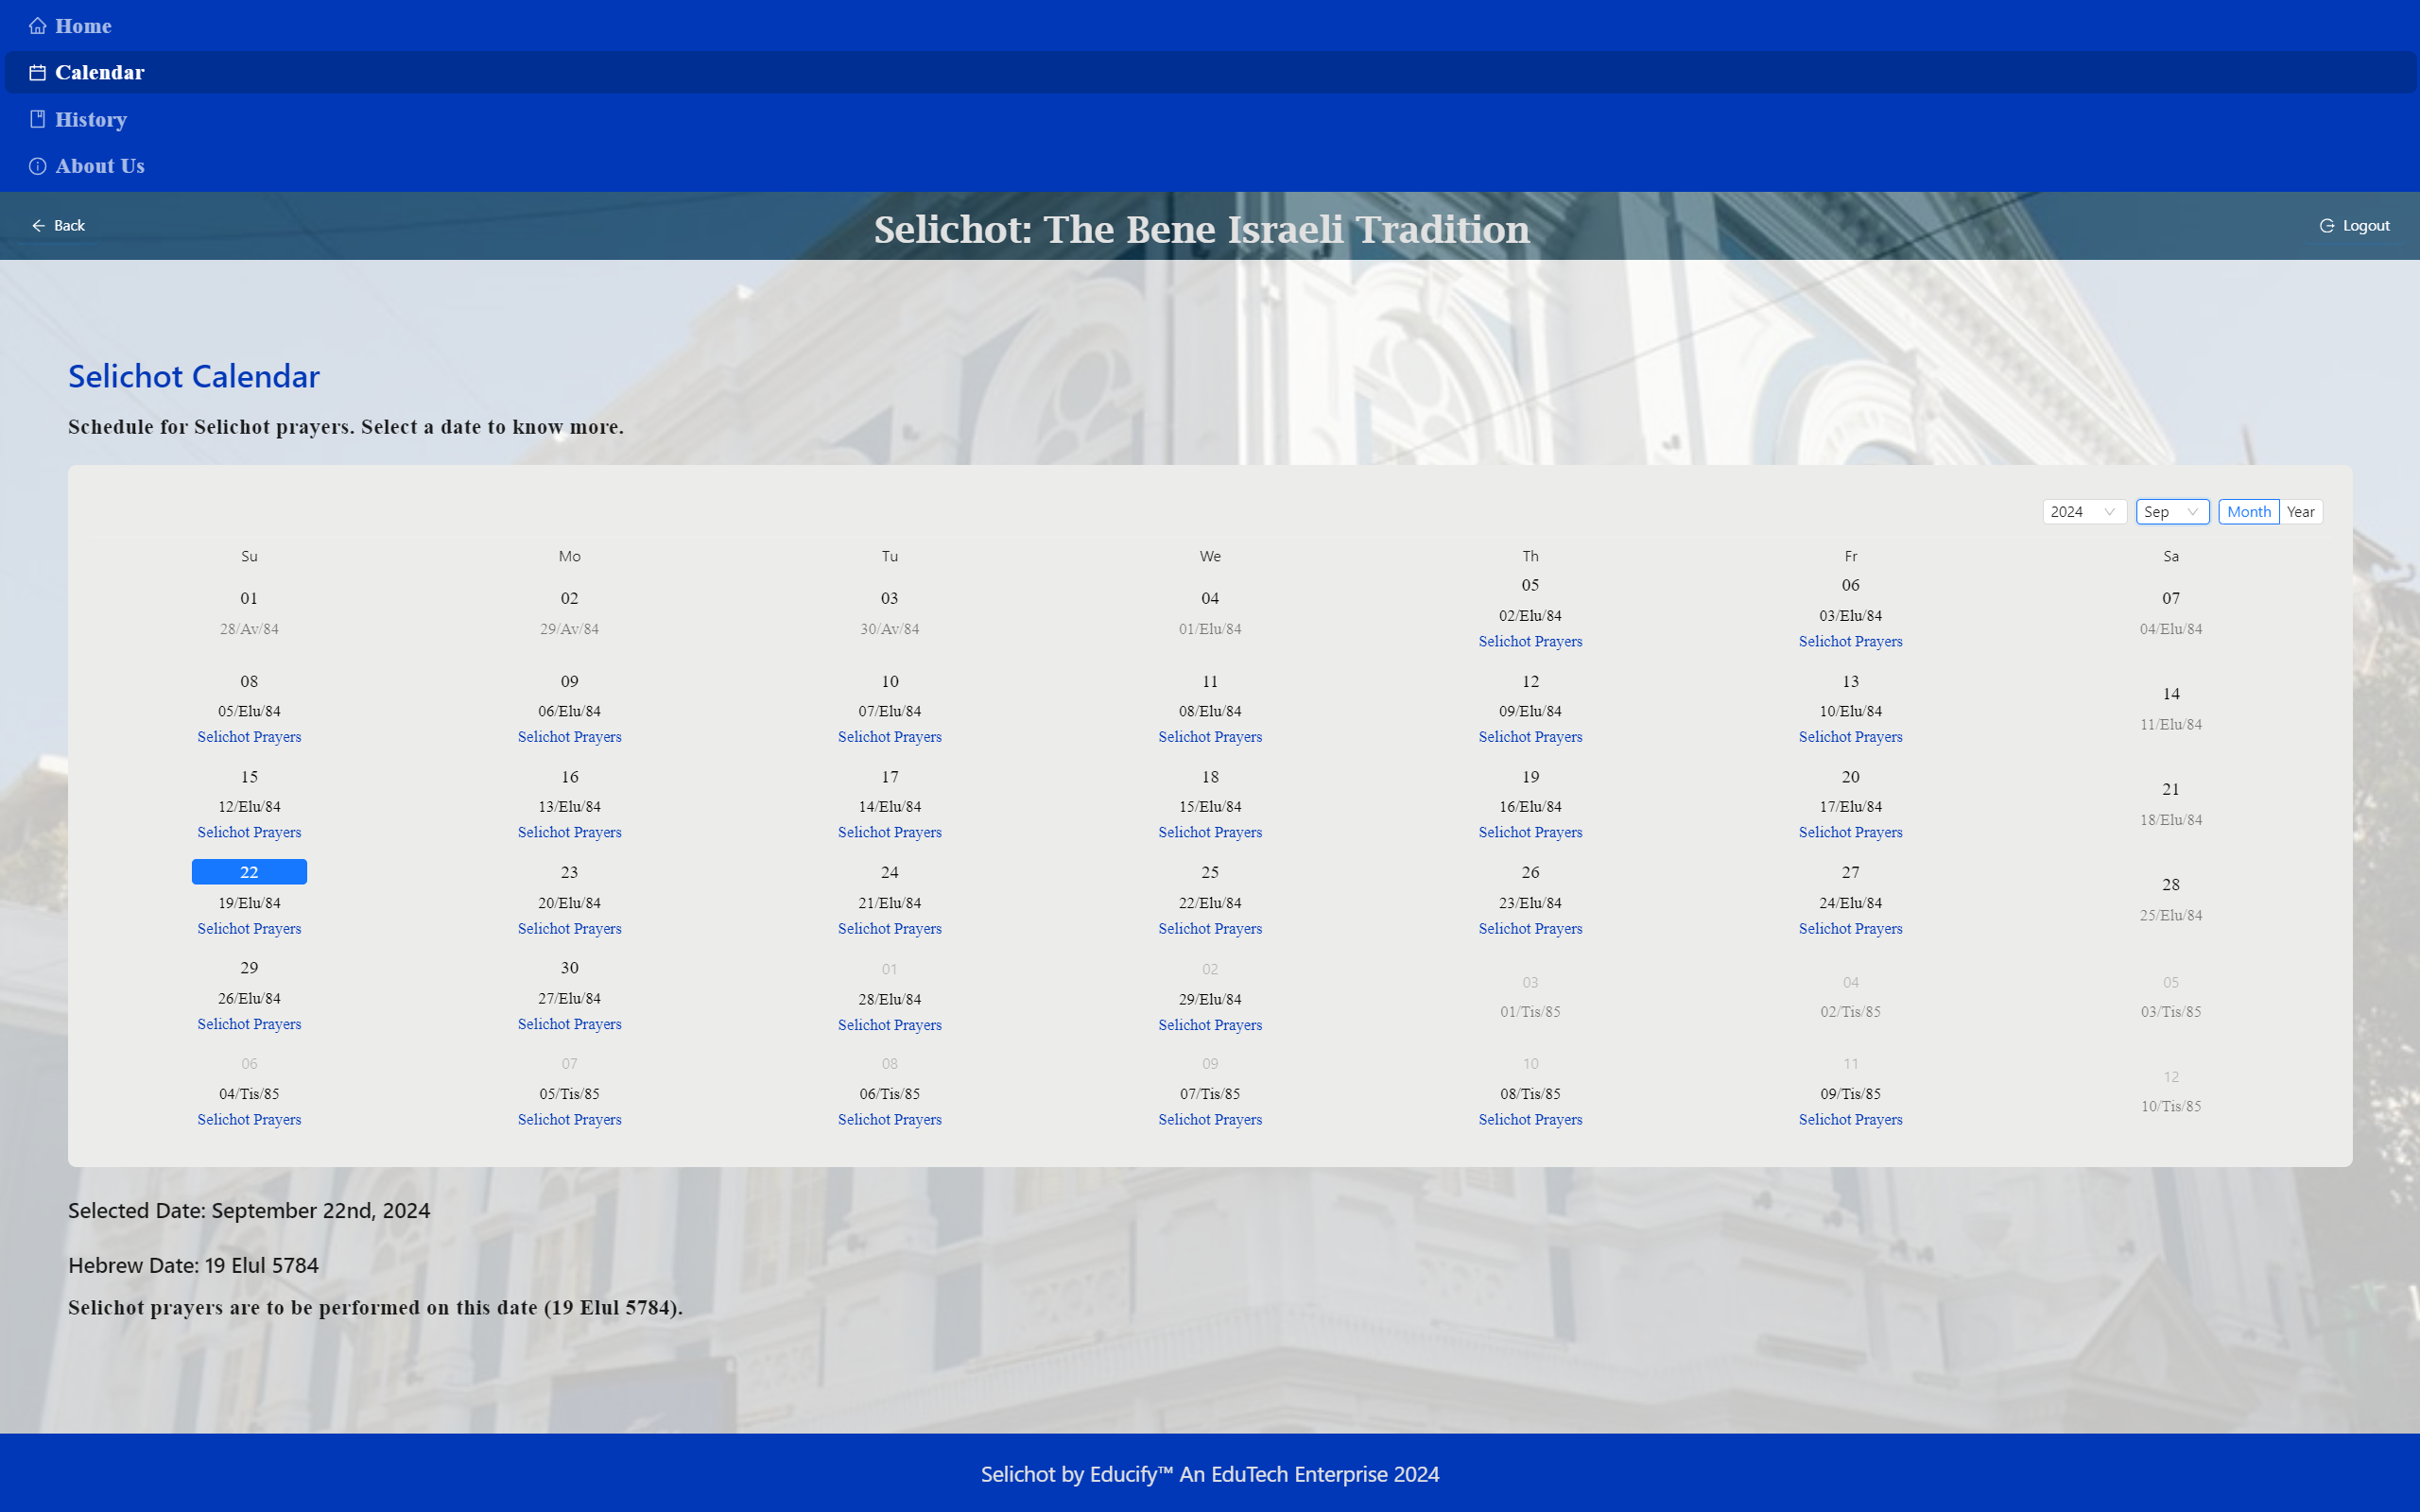 Home
Calendar
History
About Us
Back
Selichot: The Bene Israeli Tradition
Logout
Selichot Calendar
Schedule for Selichot prayers. Select a date to know more.
2024 Sep Month Year
Su Mo Tu We Th Fr Sa
01 02 03 04 05 06 07
28/Av/84 29/Av/84 30/Av/84 01/Elu/84 02/Elu/84 03/Elu/84 04/Elu/84
Selichot Prayers Selichot Prayers
08 09 10 11 12 13 14
05/Elu/84 06/Elu/84 07/Elu/84 08/Elu/84 09/Elu/84 10/Elu/84 11/Elu/84
Selichot Prayers Selichot Prayers Selichot Prayers Selichot Prayers Selichot Prayers Selichot Prayers
15 16 17 18 19 20 21
12/Elu/84 13/Elu/84 14/Elu/84 15/Elu/84 16/Elu/84 17/Elu/84 18/Elu/84
Selichot Prayers Selichot Prayers Selichot Prayers Selichot Prayers Selichot Prayers Selichot Prayers
22 23 24 25 26 27 28
19/Elu/84 20/Elu/84 21/Elu/84 22/Elu/84 23/Elu/84 24/Elu/84 25/Elu/84
Selichot Prayers Selichot Prayers Selichot Prayers Selichot Prayers Selichot Prayers Selichot Prayers
29 30 01 02 03 04 05
26/Elu/84 27/Elu/84 28/Elu/84 29/Elu/84 01/Tis/85 02/Tis/85 03/Tis/85
Selichot Prayers Selichot Prayers Selichot Prayers Selichot Prayers
06 07 08 09 10 11 12
04/Tis/85 05/Tis/85 06/Tis/85 07/Tis/85 08/Tis/85 09/Tis/85 10/Tis/85
Selichot Prayers Selichot Prayers Selichot Prayers Selichot Prayers Selichot Prayers Selichot Prayers
Selected Date: September 22nd, 2024
Hebrew Date: 19 Elul 5784
Selichot prayers are to be performed on this date (19 Elul 5784).
Selichot by Educify™ An EduTech Enterprise 2024